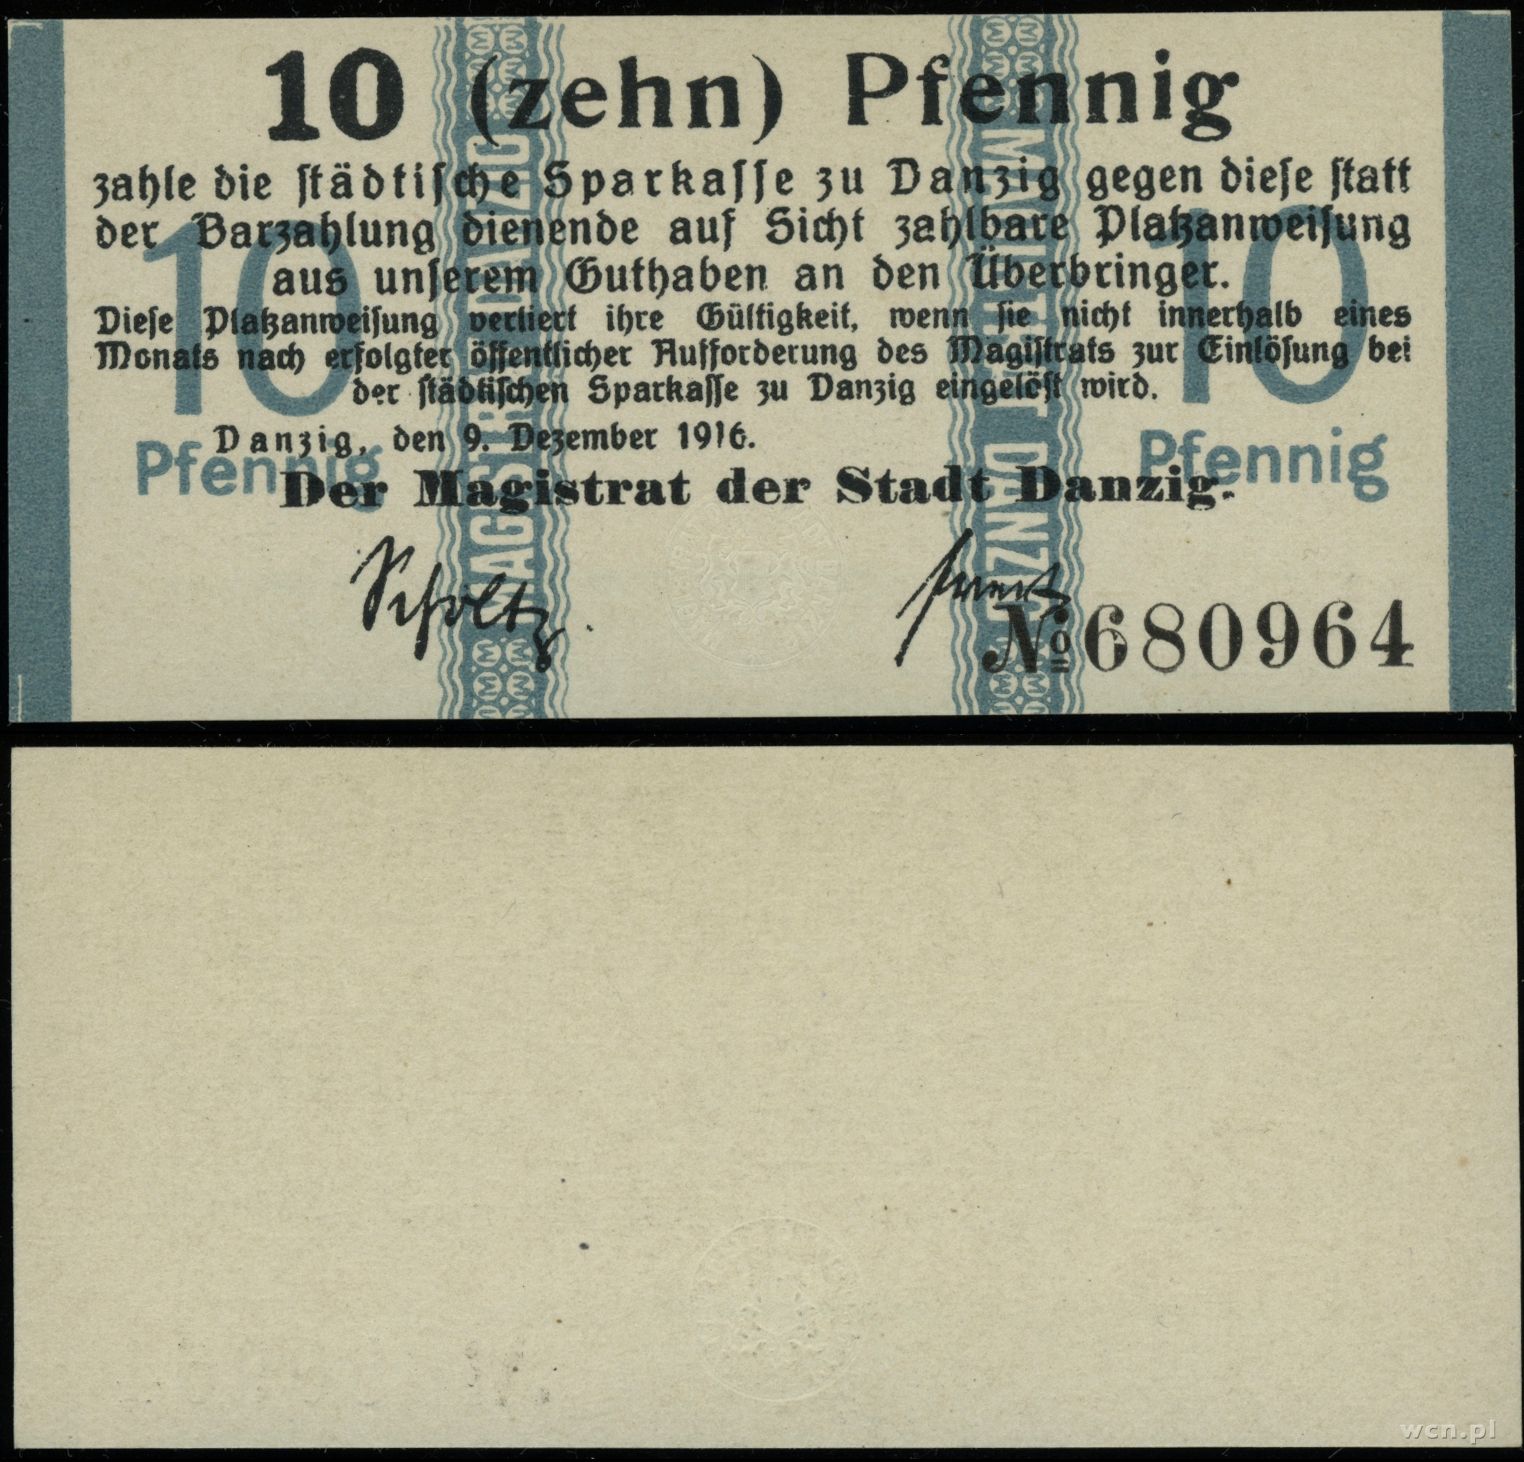 10 (zehn) Pfennig
zahle die städtische Sparkasse zu Danzig gegen diese statt
der Barzahlung dienende auf Sicht zahlbare Platzanweisung
aus unserem Guthaben an den Überbringer.
Diese Platzanweisung verliert ihre Gültigkeit, wenn sie nicht innerhalb eines
Monats nach erfolgter öffentlicher Aufforderung des Magistrats zur Einlösung bei
der städtischen Sparkasse zu Danzig eingelöst wird.
10 10
Danzig, den 9. Dezember 1916.
Pfennig Pfennig
Der Magistrat der Stadt Danzig.
Scholtz
№ 680964
wcn.pl